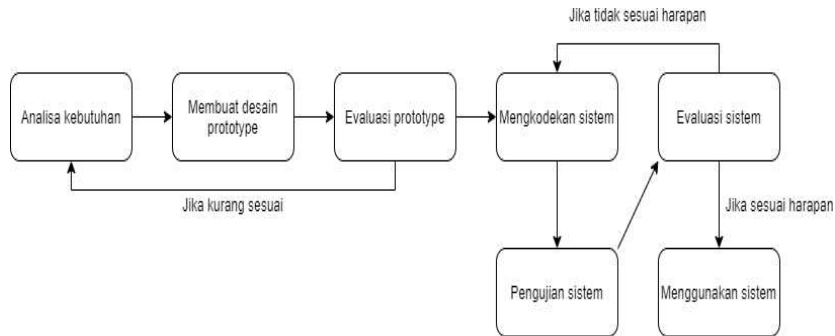 Jika tidak sesuai harapan
Analisa kebutuhan
Membuat desain
prototype
Evaluasi prototype
Mengkodekan sistem
Evaluasi sistem
Jika kurang sesuai
Jika sesuai harapan
Pengujian sistem
Menggunakan sistem